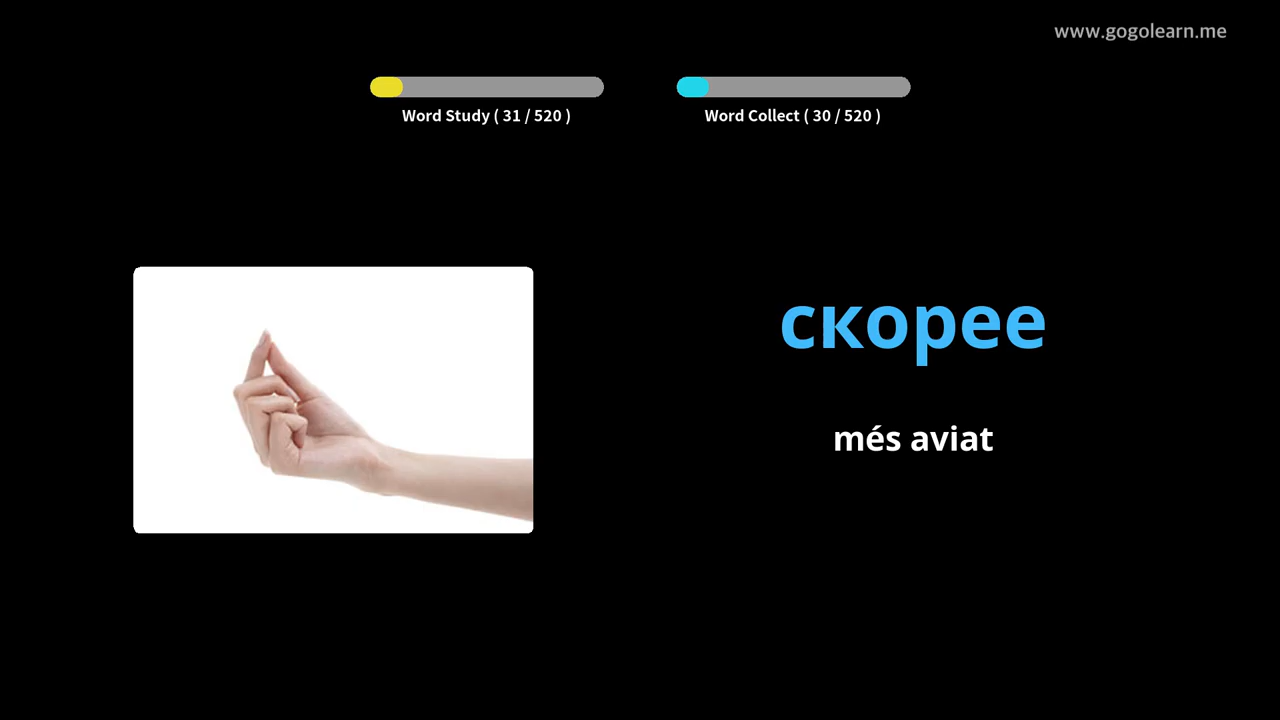 www.gogolearn.me
Word Study ( 31 / 520 )
Word Collect ( 30 / 520 )
скорее
més aviat